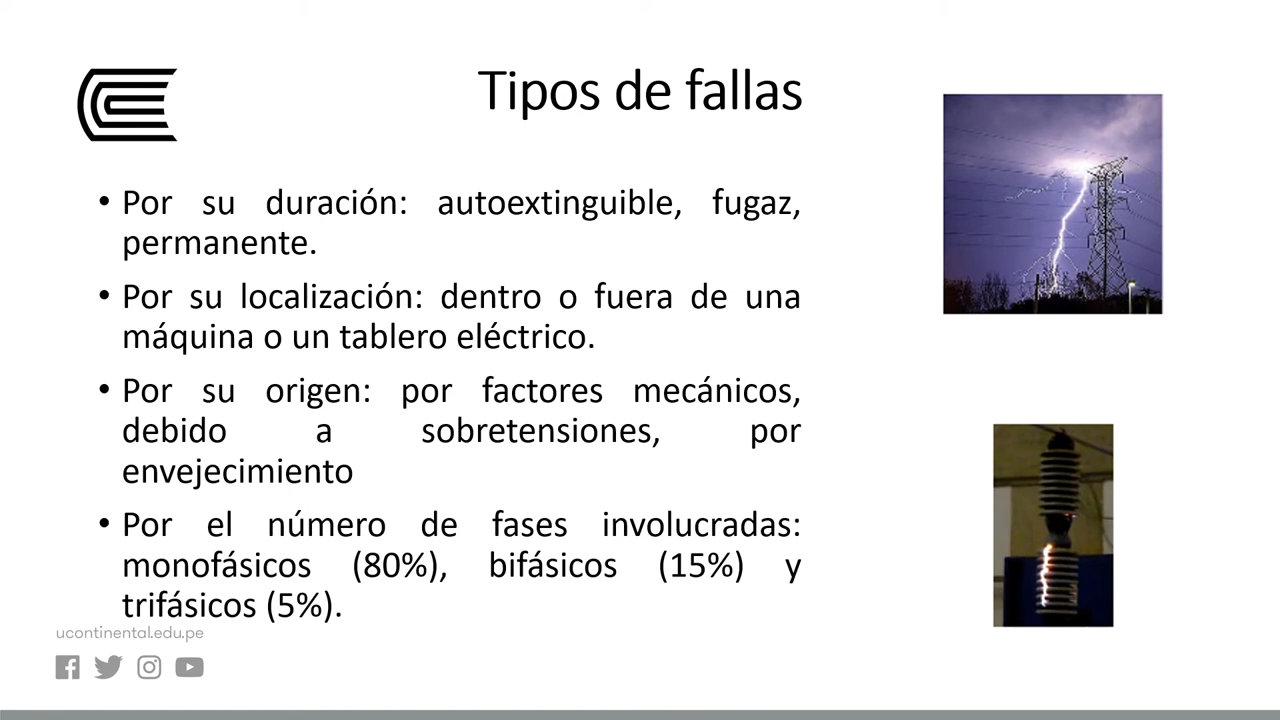 Tipos de fallas
• Por su duración: autoextinguible, fugaz,
permanente.
• Por su localización: dentro o fuera de una
máquina o un tablero eléctrico.
• Por su origen: por factores mecánicos,
debido a sobretensiones, por
envejecimiento
• Por el número de fases involucradas:
monofásicos (80%), bifásicos (15%) y
trifásicos (5%).
ucontinental.edu.pe